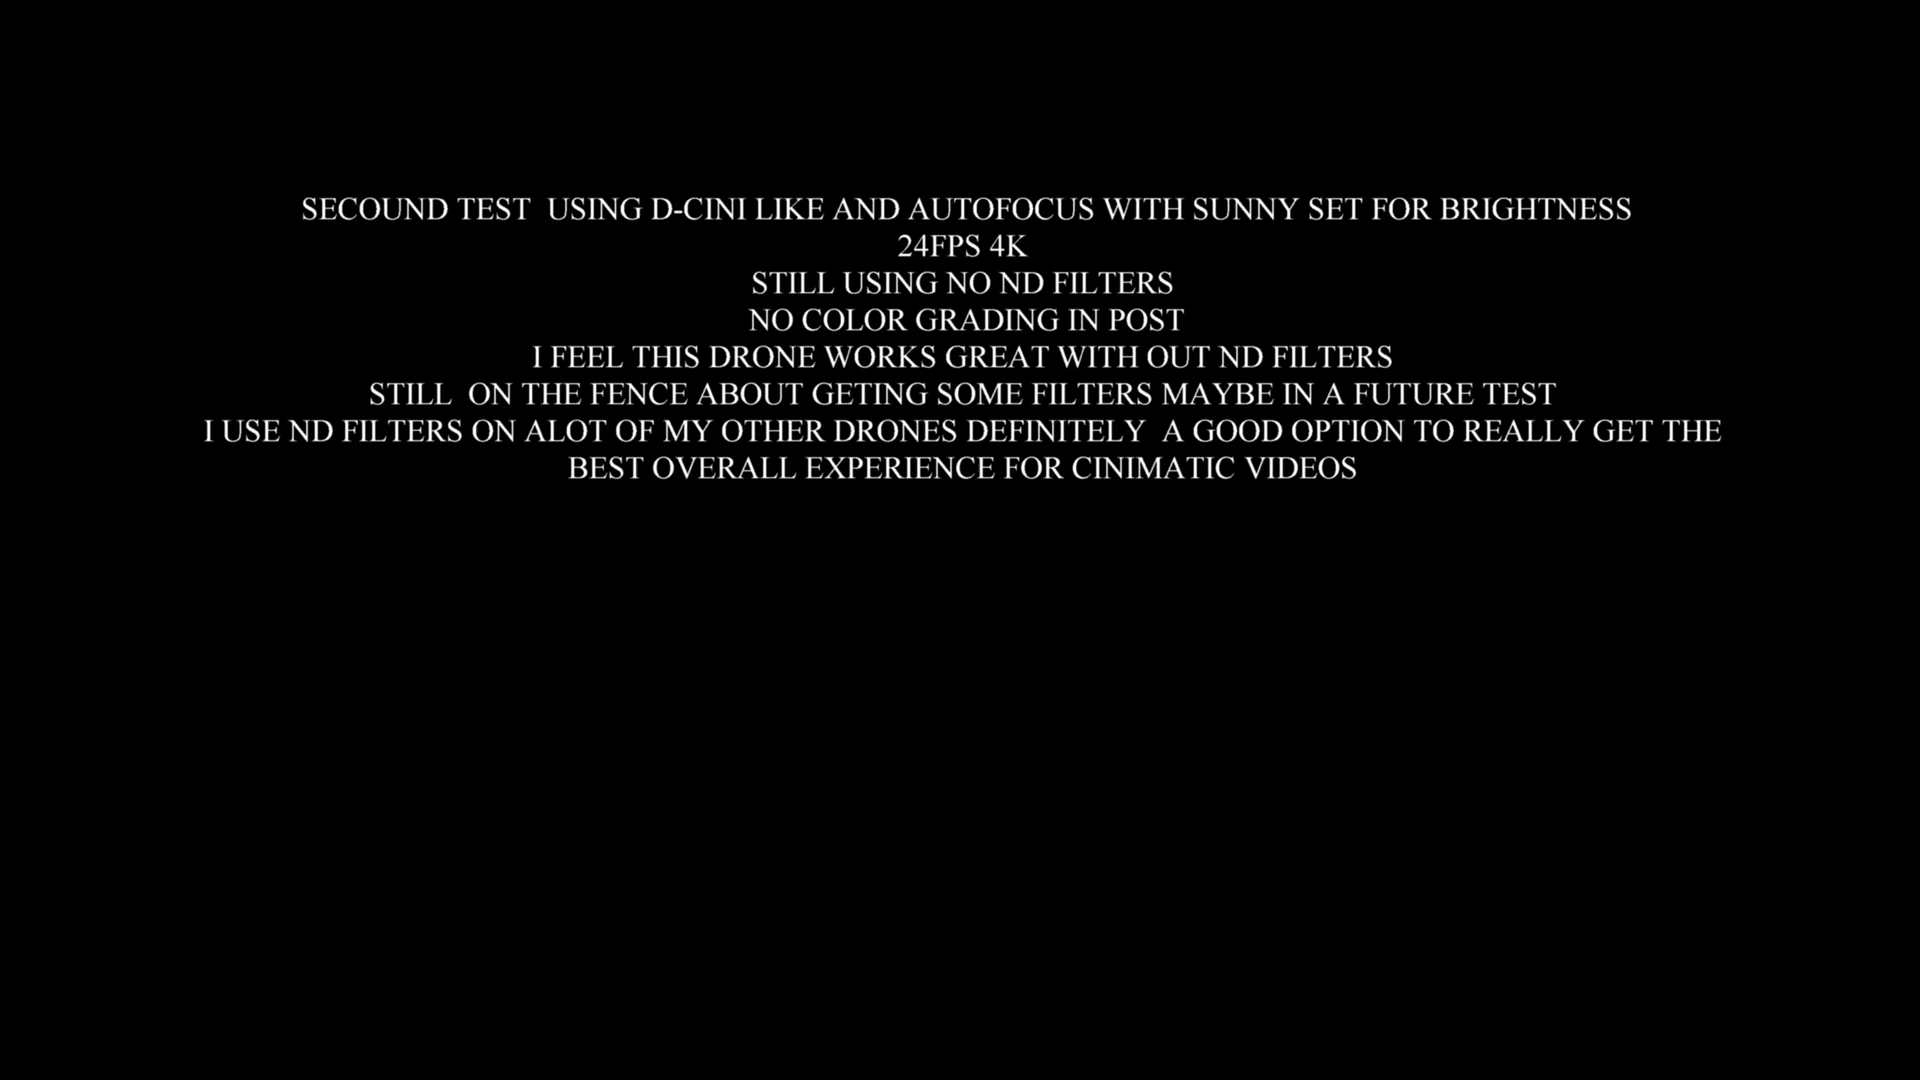 SECOUND TEST  USING D-CINI LIKE AND AUTOFOCUS WITH SUNNY SET FOR BRIGHTNESS
24FPS 4K
STILL USING NO ND FILTERS
NO COLOR GRADING IN POST
I FEEL THIS DRONE WORKS GREAT WITH OUT ND FILTERS
STILL  ON THE FENCE ABOUT GETING SOME FILTERS MAYBE IN A FUTURE TEST
I USE ND FILTERS ON ALOT OF MY OTHER DRONES DEFINITELY  A GOOD OPTION TO REALLY GET THE
BEST OVERALL EXPERIENCE FOR CINIMATIC VIDEOS